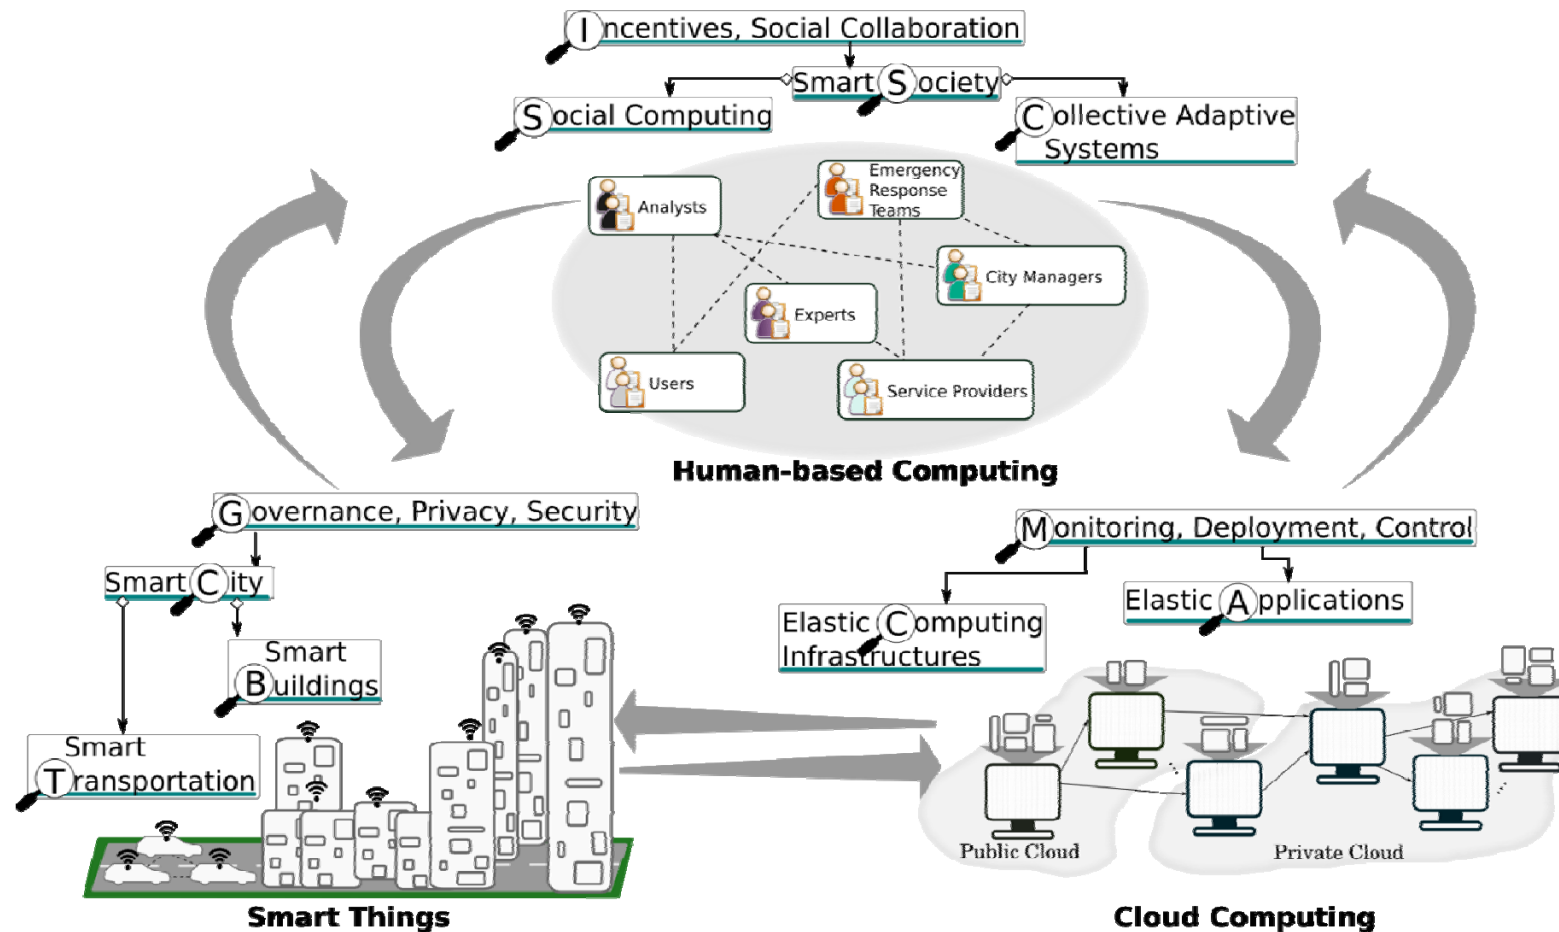 Incentives, Social Collaboration
Smart Society
Social Computing
Collective Adaptive
Systems
Emergency
Response
Teams
Analysts
City Managers
Experts
Users
Service Providers
Human-based Computing
Governance, Privacy, Security
Smart City
Smart
Buildings
Smart
Transportation
Smart Things
Monitoring, Deployment, Control
Elastic Applications
Elastic Computing
Infrastructures
Public Cloud
Private Cloud
Cloud Computing